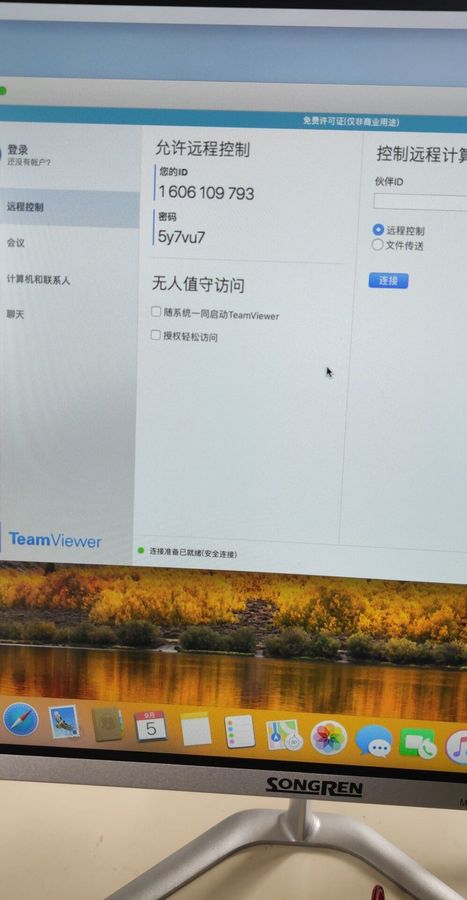 免费许可证(仅非商业用途)
登录
还没有帐户?
远程控制
会议
计算机和联系人
聊天
TeamViewer
允许远程控制
您的ID
1 606 109 793
密码
5y7vu7
无人值守访问
随系统一同启动TeamViewer
授权轻松访问
连接准备已就绪(安全连接)
控制远程计算
伙伴ID
远程控制
文件传送
连接
9月
5
SONGREN